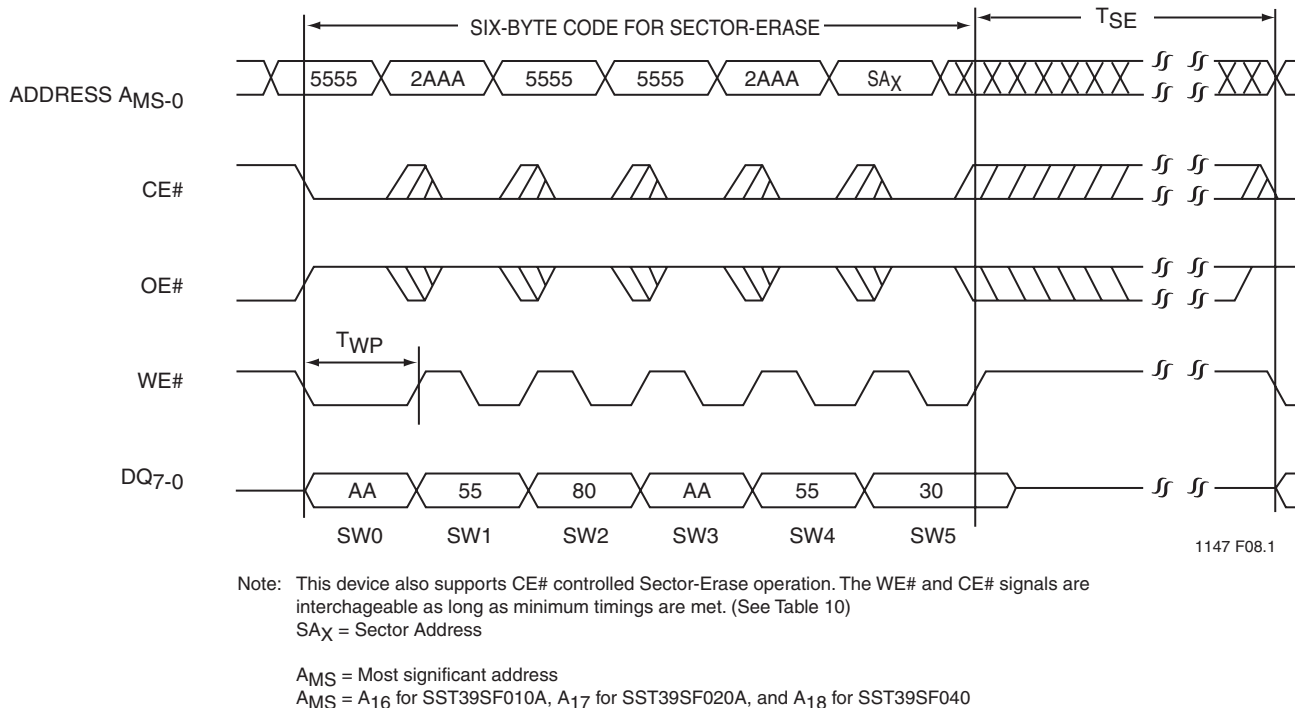 SIX-BYTE CODE FOR SECTOR-ERASE
TSE
ADDRESS AMS-0
5555 2AAA 5555 5555 2AAA SAX
CE#
OE#
TWP
WE#
DQ7-0
AA 55 80 AA 55 30
SW0 SW1 SW2 SW3 SW4 SW5
1147 F08.1
Note: This device also supports CE# controlled Sector-Erase operation. The WE# and CE# signals are
interchageable as long as minimum timings are met. (See Table 10)
SAX = Sector Address
AMS = Most significant address
AMS = A16 for SST39SF010A, A17 for SST39SF020A, and A18 for SST39SF040